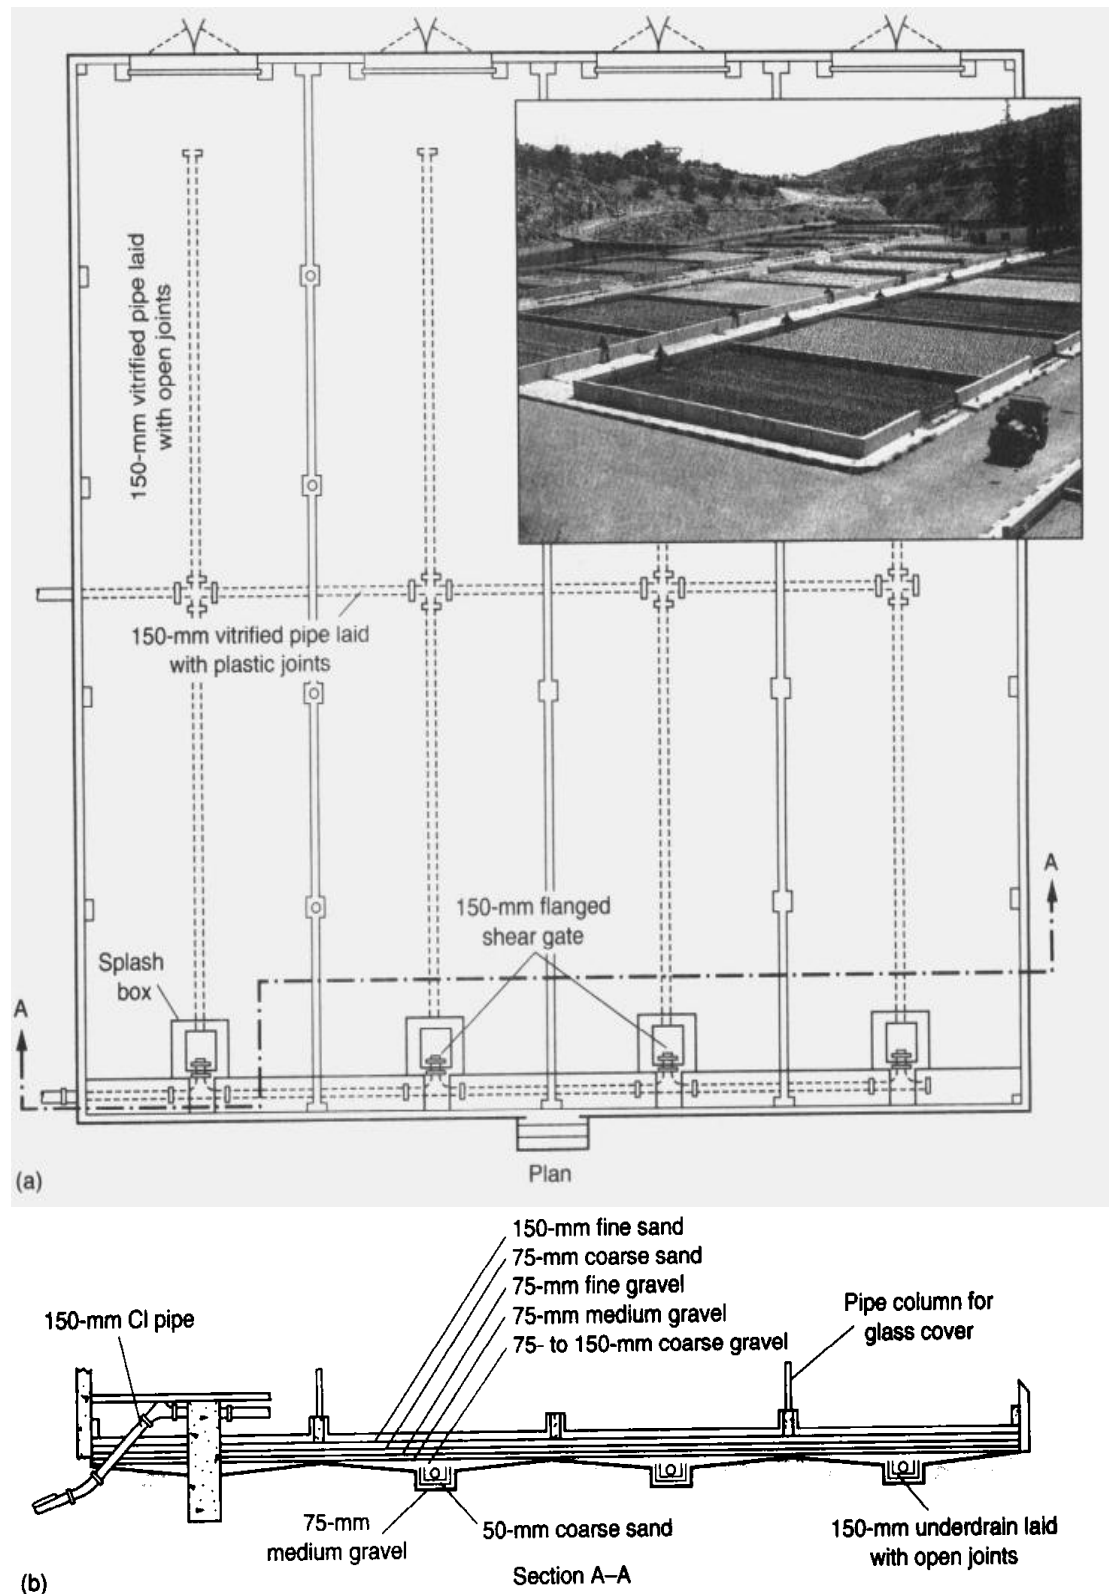 150-mm vitrified pipe laid
with open joints
150-mm vitrified pipe laid
with plastic joints
A
150-mm flanged
shear gate
Splash
box
A
Plan
(a)
150-mm fine sand
75-mm coarse sand
75-mm fine gravel
75-mm medium gravel
75- to 150-mm coarse gravel
150-mm CI pipe
Pipe column for
glass cover
75-mm
medium gravel
50-mm coarse sand
150-mm underdrain laid
with open joints
Section A–A
(b)